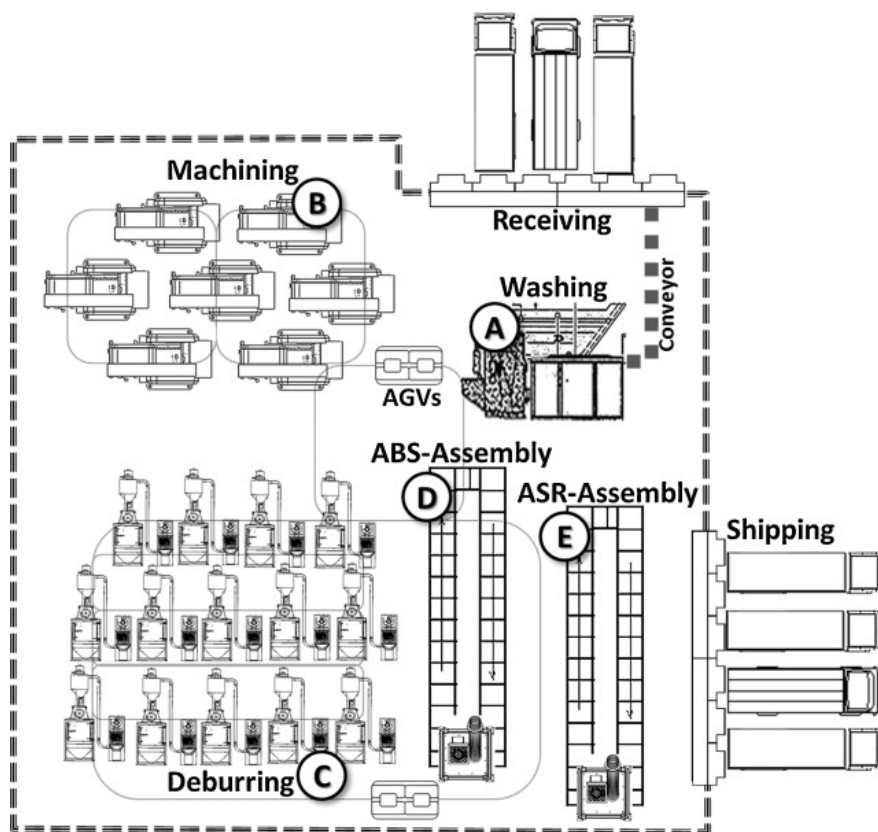 Machining
B
Receiving
Washing
A
Conveyor
AGVs
ABS-Assembly
D
ASR-Assembly
E
Shipping
Deburring
C